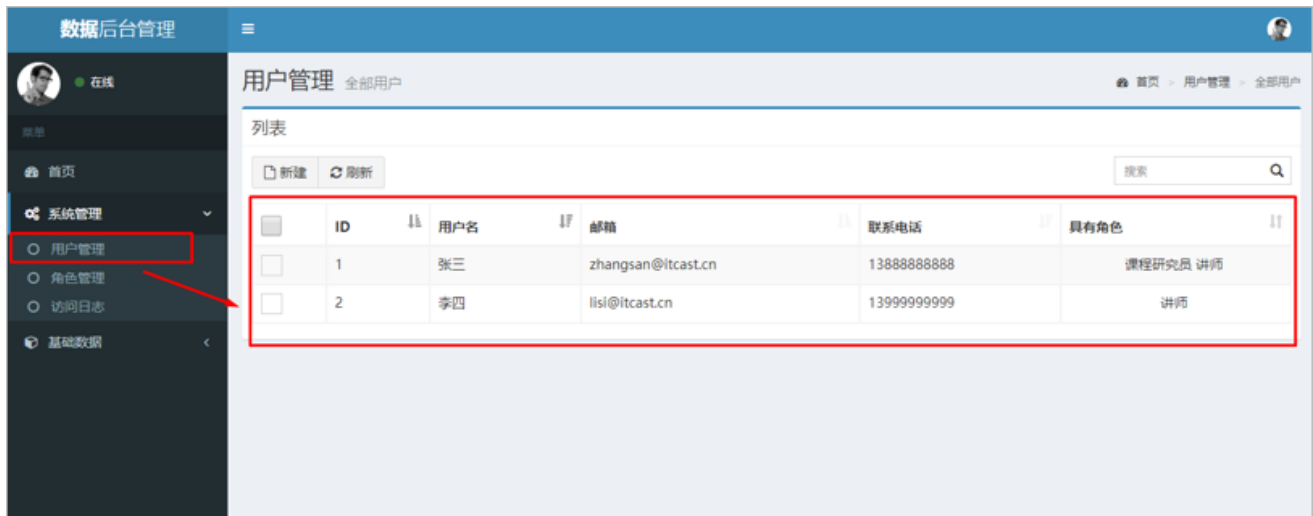 数据后台管理
在线
用户管理 全部用户
首页 > 用户管理 > 全部用户
菜单
列表
首页
新建 刷新
搜索
系统管理
ID 用户名 邮箱 联系电话 具有角色
用户管理
1 张三 zhangsan@itcast.cn 13888888888 课程研究员 讲师
角色管理
2 李四 lisi@itcast.cn 13999999999 讲师
访问日志
基础数据